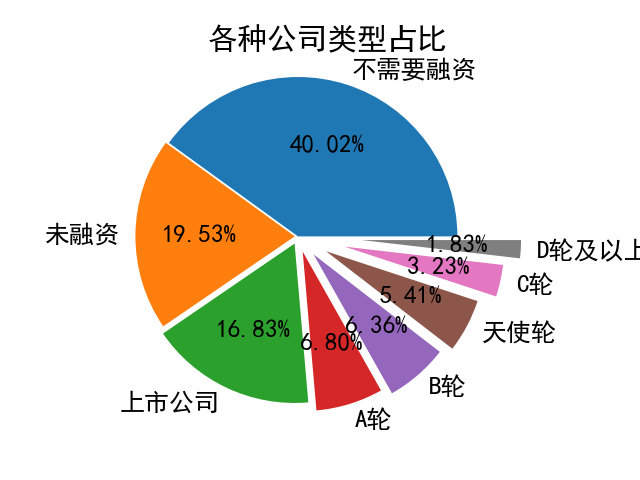 各种公司类型占比
不需要融资
40.02%
未融资
19.53%
上市公司
16.83%
A轮
6.80%
B轮
6.36%
天使轮
5.41%
C轮
3.23%
D轮及以上
1.83%